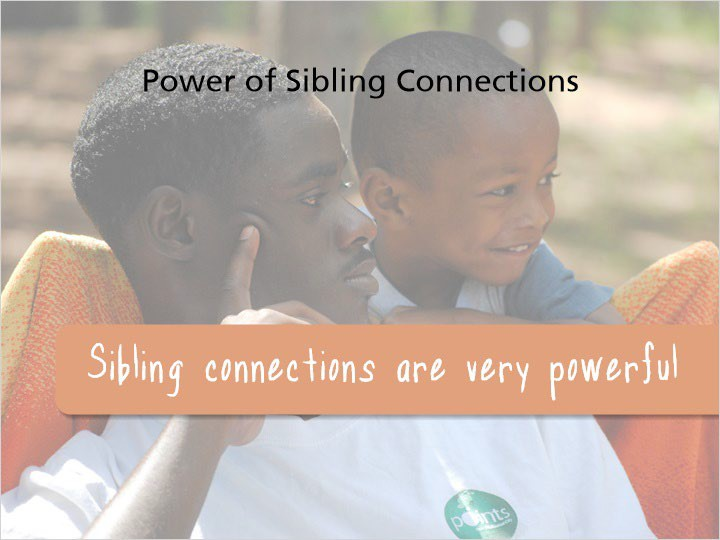 Power of Sibling Connections
Sibling connections are very powerful
points